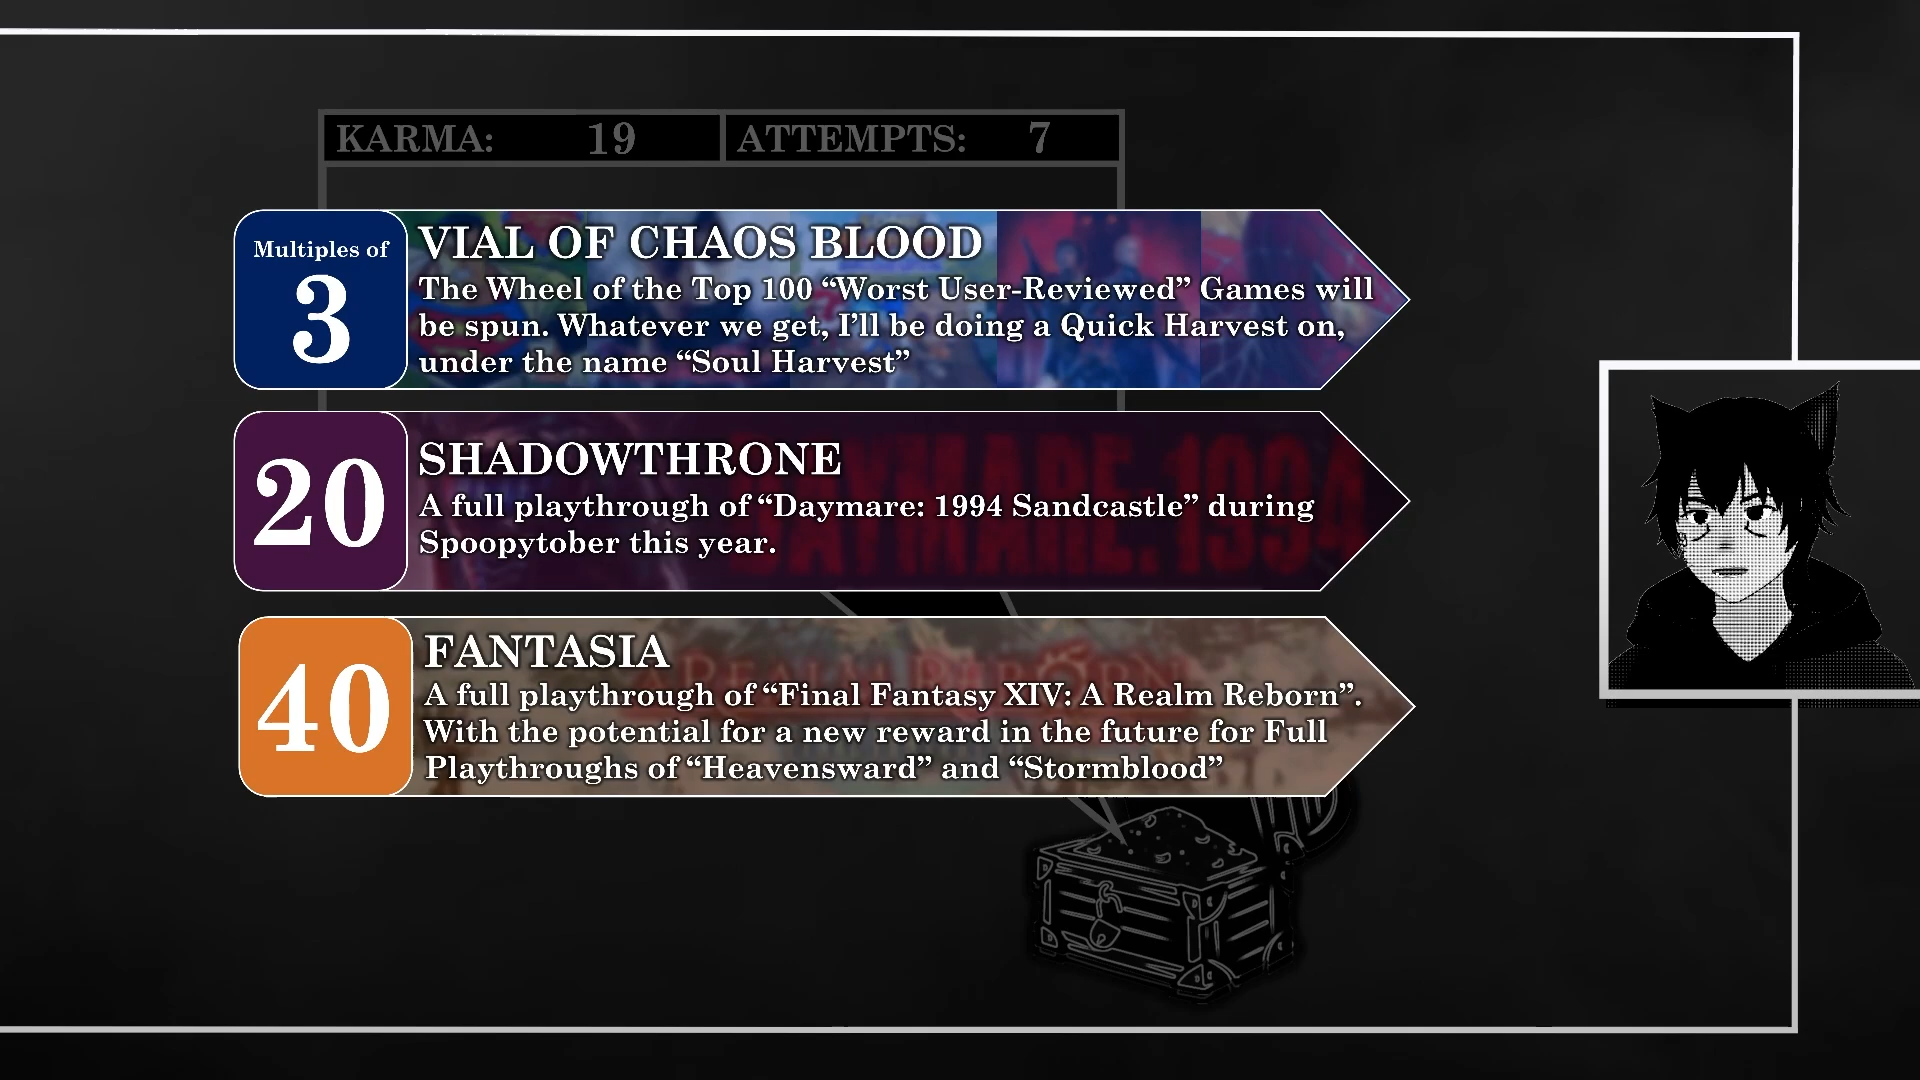 KARMA: 19 ATTEMPTS: 7
Multiples of
3
VIAL OF CHAOS BLOOD
The Wheel of the Top 100 “Worst User-Reviewed” Games will
be spun. Whatever we get, I’ll be doing a Quick Harvest on,
under the name “Soul Harvest”
20
SHADOWTHRONE
DAYMARE: 1994
A full playthrough of “Daymare: 1994 Sandcastle” during
Spoopytober this year.
40
FANTASIA
A REALM REBORN
A full playthrough of “Final Fantasy XIV: A Realm Reborn”.
With the potential for a new reward in the future for Full
Playthroughs of “Heavensward” and “Stormblood”